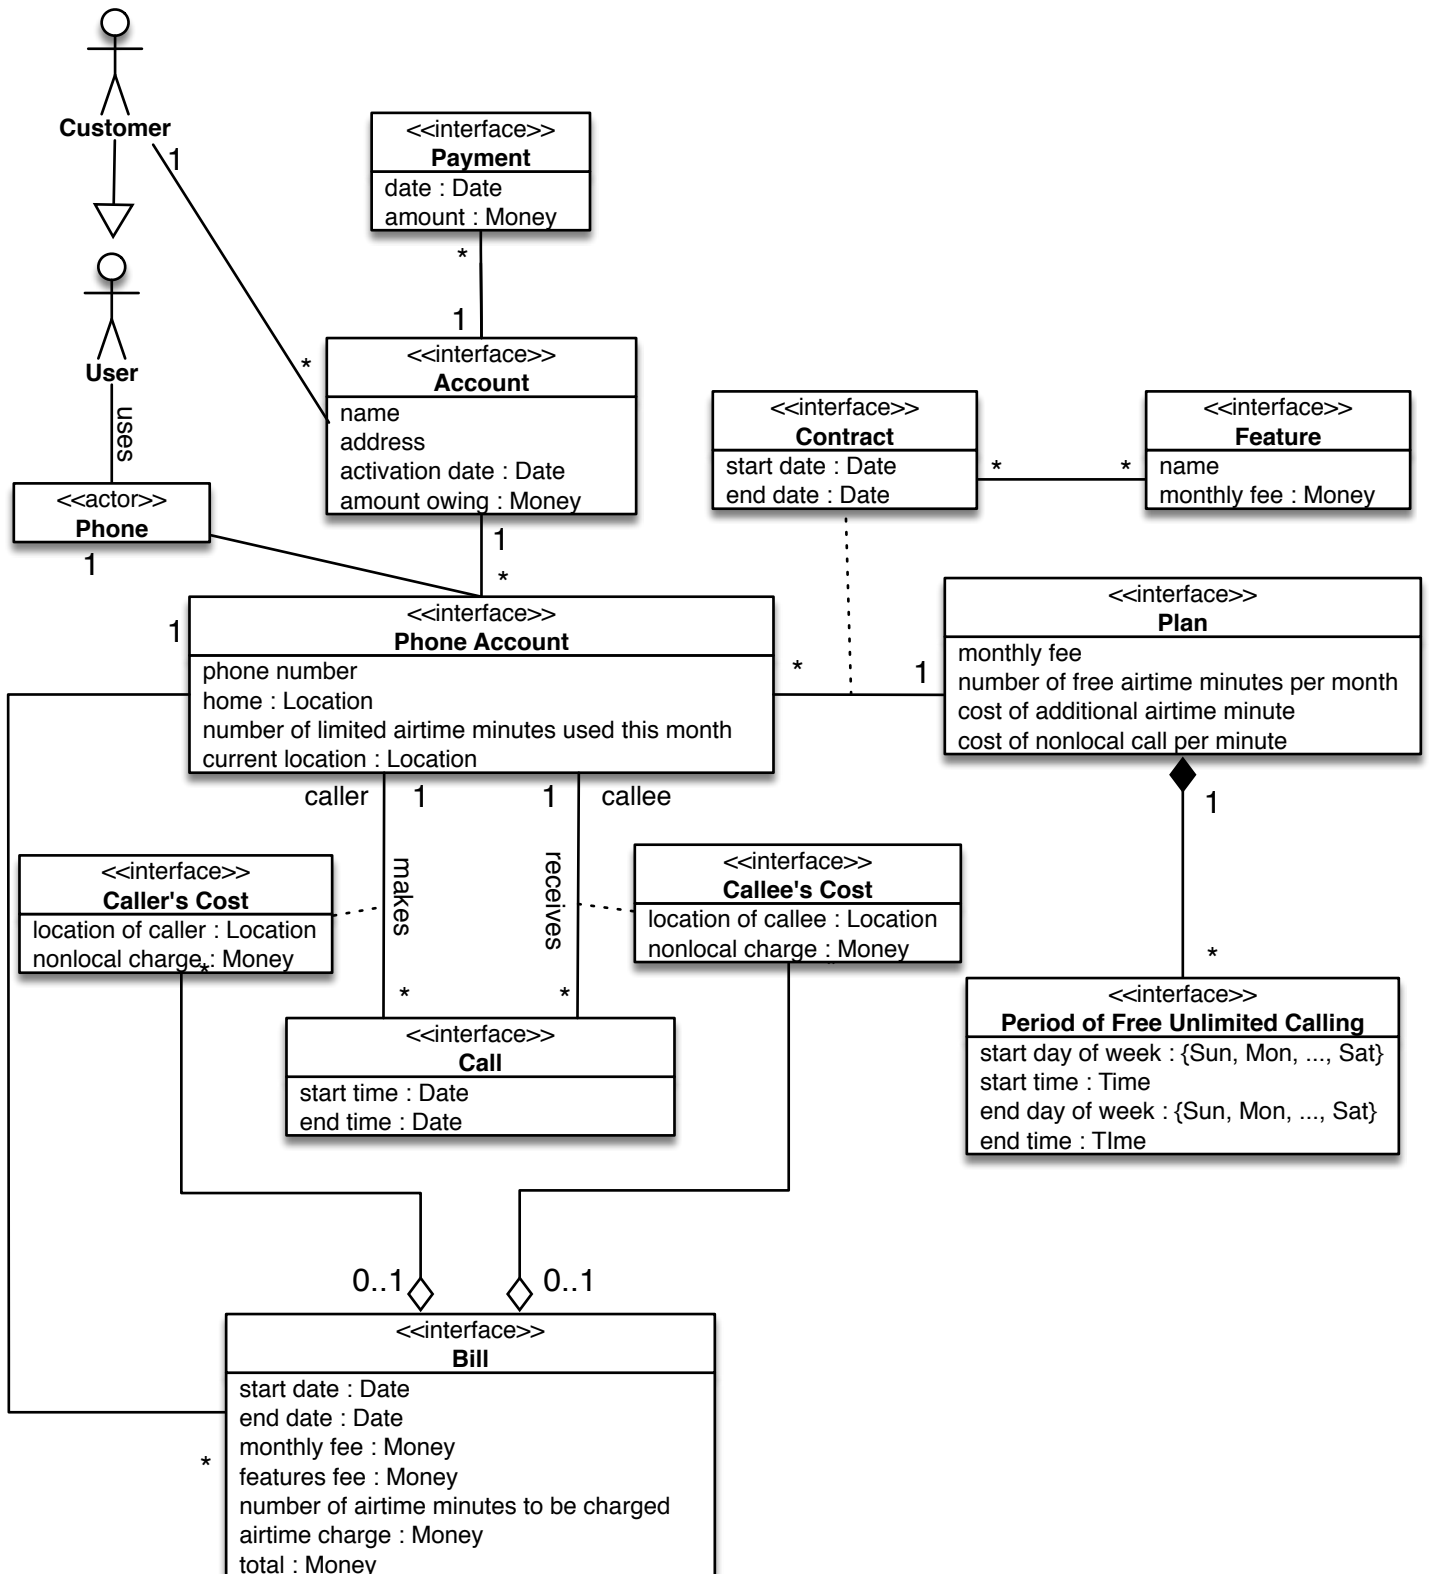 Customer
1
<<interface>>
Payment
date : Date
amount : Money
*
1
User
uses
<<actor>>
Phone
1
*
<<interface>>
Account
name
address
activation date : Date
amount owing : Money
1
*
<<interface>>
Contract
start date : Date
end date : Date
*
*
<<interface>>
Feature
name
monthly fee : Money
1
<<interface>>
Phone Account
phone number
home : Location
number of limited airtime minutes used this month
current location : Location
*
1
<<interface>>
Plan
monthly fee
number of free airtime minutes per month
cost of additional airtime minute
cost of nonlocal call per minute
1
*
caller
1
1
callee
makes
receives
<<interface>>
Caller's Cost
location of caller : Location
nonlocal charge : Money
*
<<interface>>
Callee's Cost
location of callee : Location
nonlocal charge : Money
*
*
<<interface>>
Call
start time : Date
end time : Date
<<interface>>
Period of Free Unlimited Calling
start day of week : {Sun, Mon, ..., Sat}
start time : Time
end day of week : {Sun, Mon, ..., Sat}
end time : TIme
0..1
0..1
<<interface>>
Bill
start date : Date
end date : Date
monthly fee : Money
features fee : Money
number of airtime minutes to be charged
airtime charge : Money
total : Money
*